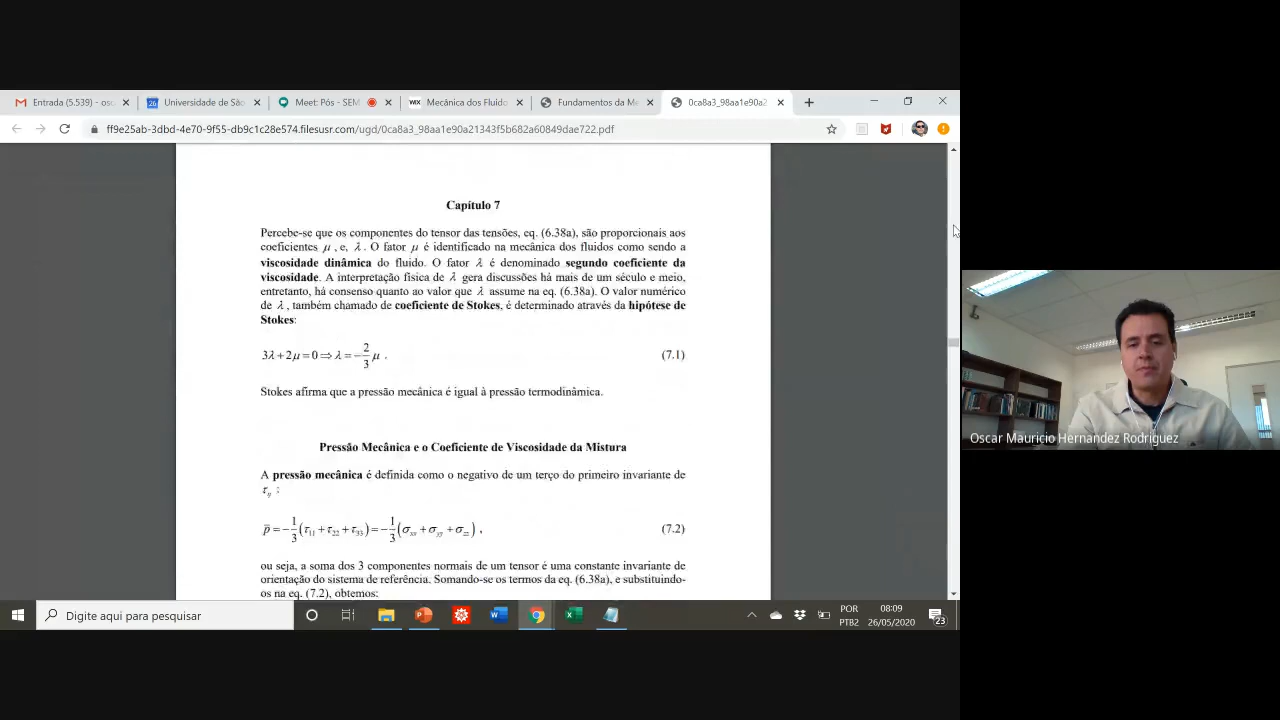 Entrada (5.539) - osc
Universidade de São
Meet: Pós - SEM
WIX Mecânica dos Fluido
Fundamentos da Me
0ca8a3_98aa1e90a2
ff9e25ab-3dbd-4e70-9f55-db9c1c28e574.filesusr.com/ugd/0ca8a3_98aa1e90a21343f5b682a60849dae722.pdf
Capítulo 7
Percebe-se que os componentes do tensor das tensões, eq. (6.38a), são proporcionais aos
coeficientes μ , e, λ . O fator μ é identificado na mecânica dos fluidos como sendo a
viscosidade dinâmica do fluido. O fator λ é denominado segundo coeficiente da
viscosidade. A interpretação física de λ gera discussões há mais de um século e meio,
entretanto, há consenso quanto ao valor que λ assume na eq. (6.38a). O valor numérico
de λ , também chamado de coeficiente de Stokes, é determinado através da hipótese de
Stokes:
3λ + 2μ = 0 ⇒ λ = −2/3 μ . (7.1)
Stokes afirma que a pressão mecânica é igual à pressão termodinâmica.
Pressão Mecânica e o Coeficiente de Viscosidade da Mistura
A pressão mecânica é definida como o negativo de um terço do primeiro invariante de
τij :
p̄ = −1/3 (τ11 + τ22 + τ33) = −1/3 (σxx + σyy + σzz) , (7.2)
ou seja, a soma dos 3 componentes normais de um tensor é uma constante invariante de
orientação do sistema de referência. Somando-se os termos da eq. (6.38a), e substituindo-
os na eq. (7.2), obtemos:
Oscar Mauricio Hernandez Rodriguez
Digite aqui para pesquisar
POR
PTB2
08:09
26/05/2020
23